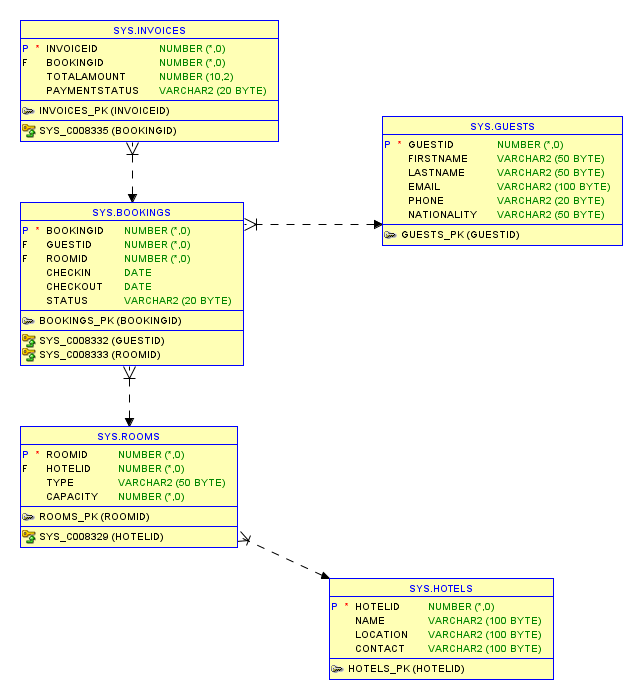 SYS.INVOICES
P * INVOICEID NUMBER (*,0)
F BOOKINGID NUMBER (*,0)
TOTALAMOUNT NUMBER (10,2)
PAYMENTSTATUS VARCHAR2 (20 BYTE)
INVOICES_PK (INVOICEID)
SYS_C008335 (BOOKINGID)
SYS.GUESTS
P * GUESTID NUMBER (*,0)
FIRSTNAME VARCHAR2 (50 BYTE)
LASTNAME VARCHAR2 (50 BYTE)
EMAIL VARCHAR2 (100 BYTE)
PHONE VARCHAR2 (20 BYTE)
NATIONALITY VARCHAR2 (50 BYTE)
GUESTS_PK (GUESTID)
SYS.BOOKINGS
P * BOOKINGID NUMBER (*,0)
F GUESTID NUMBER (*,0)
F ROOMID NUMBER (*,0)
CHECKIN DATE
CHECKOUT DATE
STATUS VARCHAR2 (20 BYTE)
BOOKINGS_PK (BOOKINGID)
SYS_C008332 (GUESTID)
SYS_C008333 (ROOMID)
SYS.ROOMS
P * ROOMID NUMBER (*,0)
F HOTELID NUMBER (*,0)
TYPE VARCHAR2 (50 BYTE)
CAPACITY NUMBER (*,0)
ROOMS_PK (ROOMID)
SYS_C008329 (HOTELID)
SYS.HOTELS
P * HOTELID NUMBER (*,0)
NAME VARCHAR2 (100 BYTE)
LOCATION VARCHAR2 (100 BYTE)
CONTACT VARCHAR2 (100 BYTE)
HOTELS_PK (HOTELID)